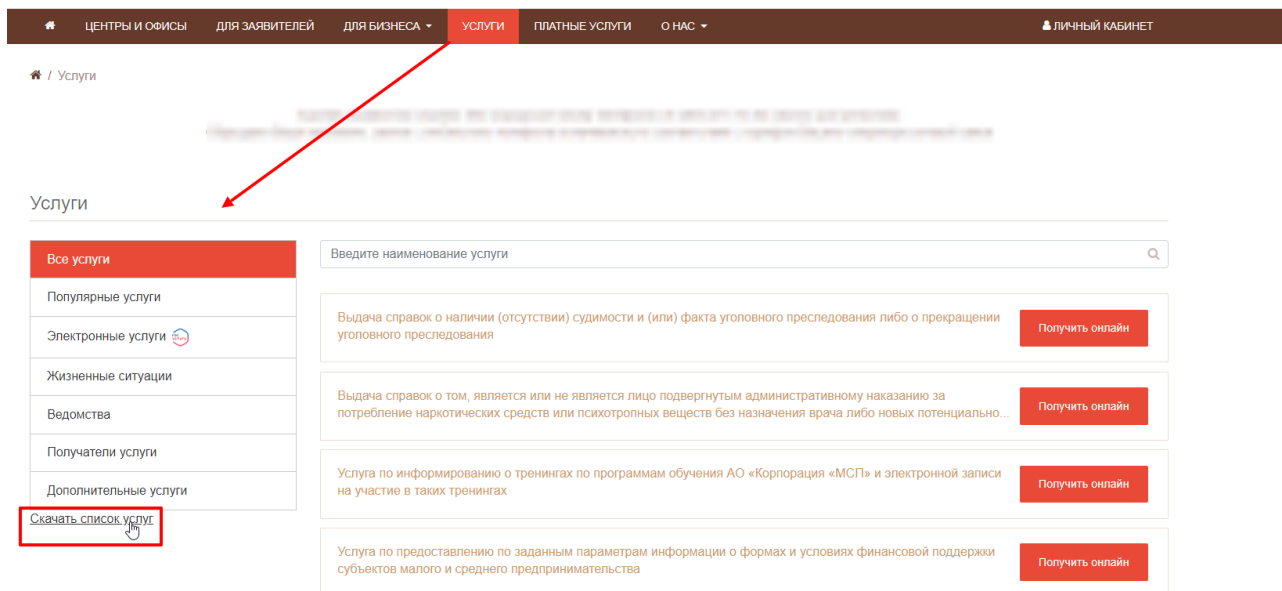 ЦЕНТРЫ И ОФИСЫ ДЛЯ ЗАЯВИТЕЛЕЙ ДЛЯ БИЗНЕСА УСЛУГИ ПЛАТНЫЕ УСЛУГИ О НАС ЛИЧНЫЙ КАБИНЕТ
/ Услуги
Услуги
Все услуги
Популярные услуги
Электронные услуги
Жизненные ситуации
Ведомства
Получатели услуги
Дополнительные услуги
Скачать список услуг
Введите наименование услуги
Выдача справок о наличии (отсутствии) судимости и (или) факта уголовного преследования либо о прекращении
уголовного преследования
Получить онлайн
Выдача справок о том, является или не является лицо подвергнутым административному наказанию за
потребление наркотических средств или психотропных веществ без назначения врача либо новых потенциально...
Получить онлайн
Услуга по информированию о тренингах по программам обучения АО «Корпорация «МСП» и электронной записи
на участие в таких тренингах
Получить онлайн
Услуга по предоставлению по заданным параметрам информации о формах и условиях финансовой поддержки
субъектов малого и среднего предпринимательства
Получить онлайн